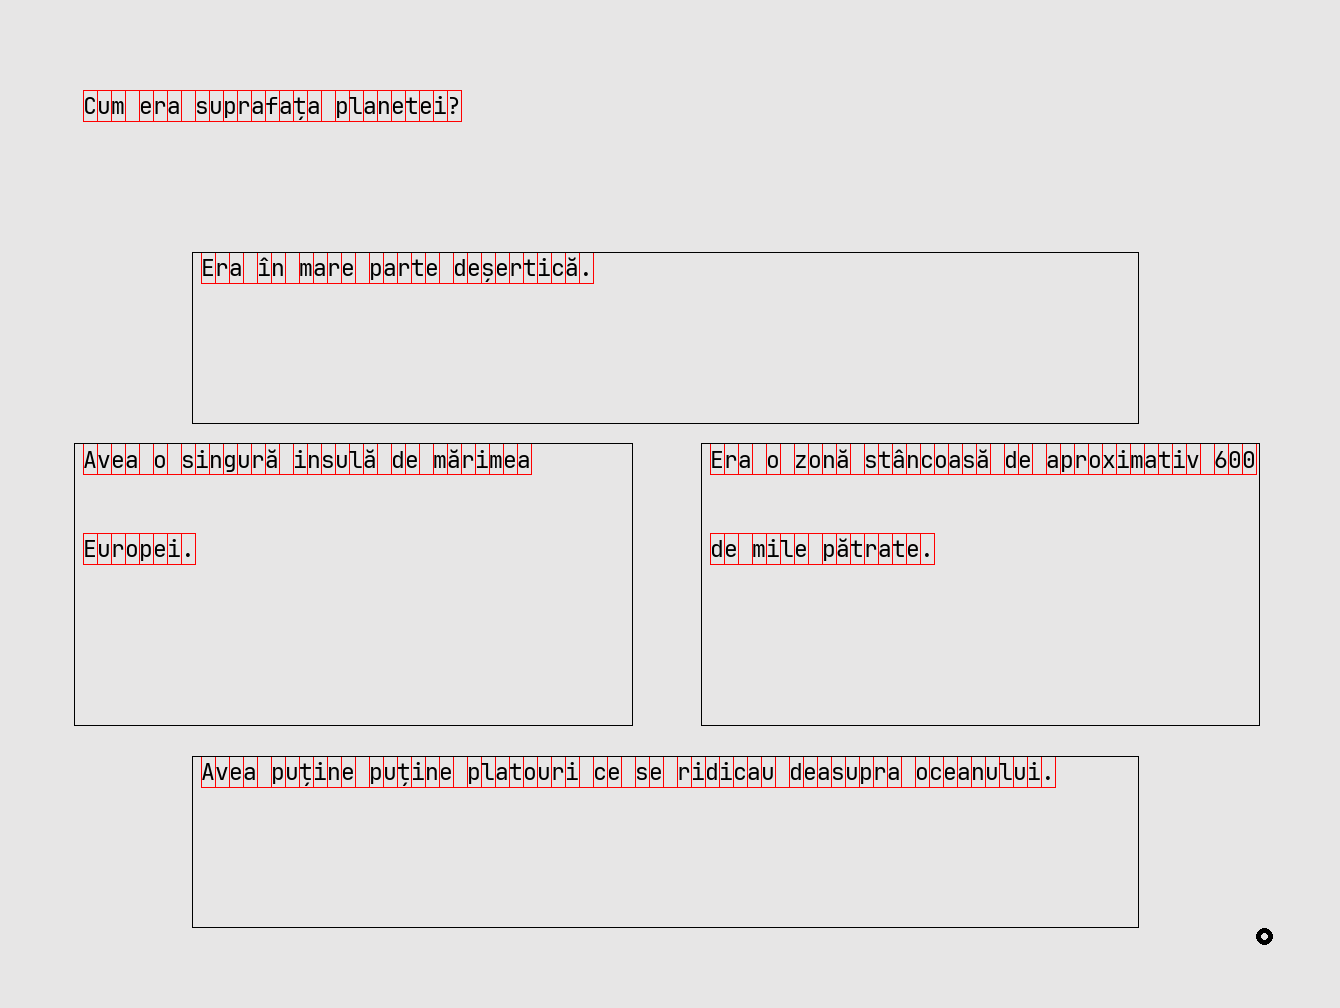 Cum era suprafața planetei?
Era în mare parte deșertică.
Avea o singură insulă de mărimea
Europei.
Era o zonă stâncoasă de aproximativ 600
de mile pătrate.
Avea puține puține platouri ce se ridicau deasupra oceanului.